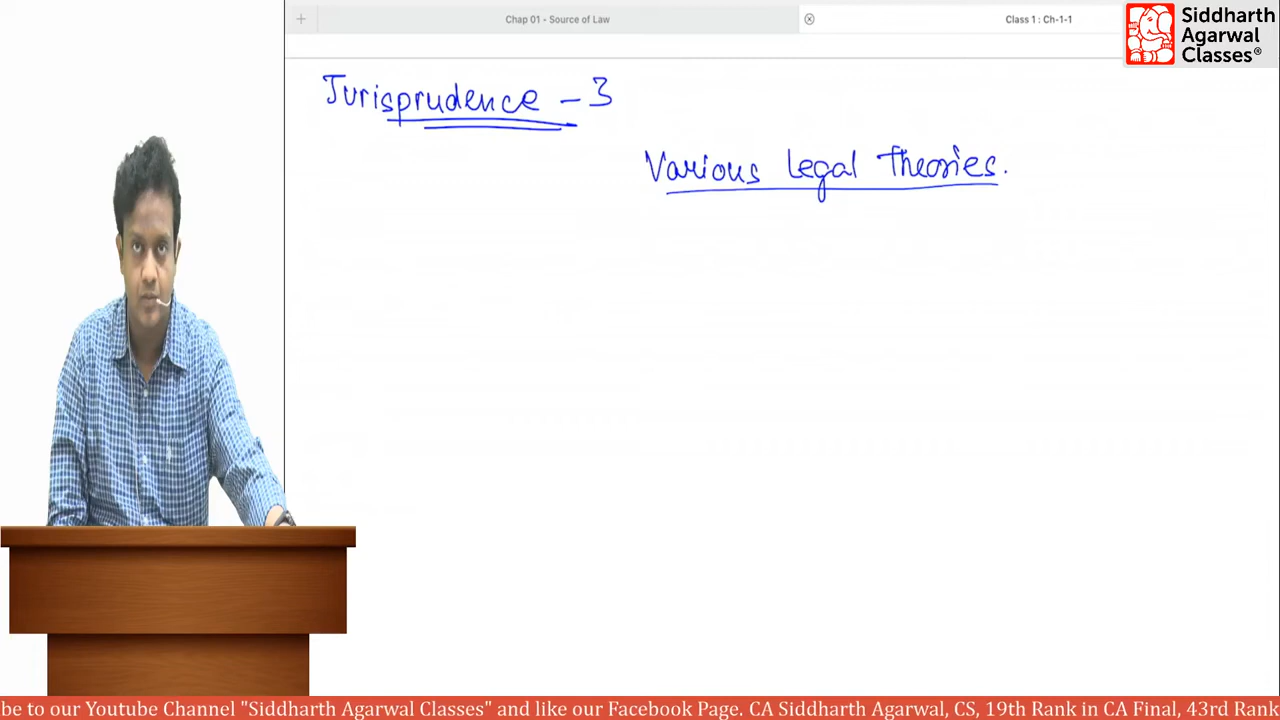 Chap 01 - Source of Law
Class 1 : Ch-1-1
Siddharth
Agarwal
Classes®
Jurisprudence - 3
Various Legal Theories.
be to our Youtube Channel "Siddharth Agarwal Classes" and like our Facebook Page. CA Siddharth Agarwal, CS, 19th Rank in CA Final, 43rd Rank